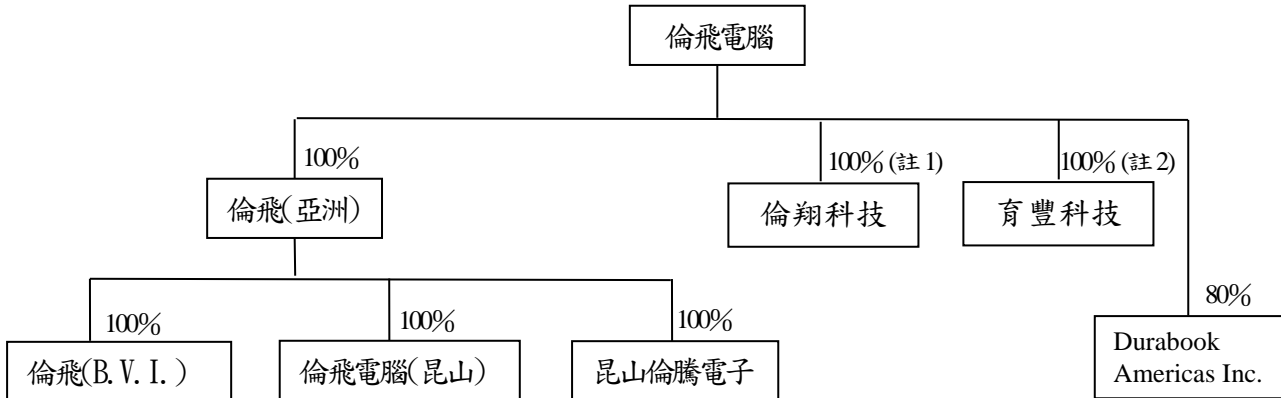 倫飛電腦
100%
100% (註 1)
100% (註 2)
倫飛(亞洲)
倫翔科技
育豐科技
100%
100%
100%
80%
倫飛(B.V.I.)
倫飛電腦(昆山)
昆山倫騰電子
Durabook
Americas Inc.